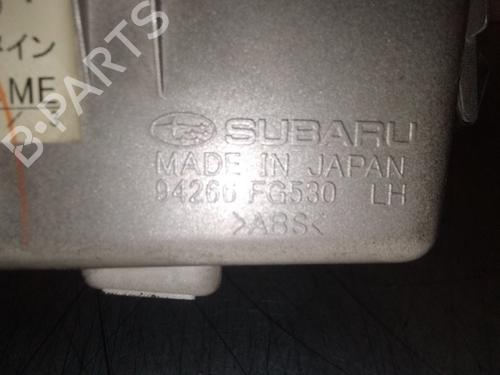 イン
ME
B-PARTS
SUBARU
MADE IN JAPAN
94266 FG530 LH
>ABS<